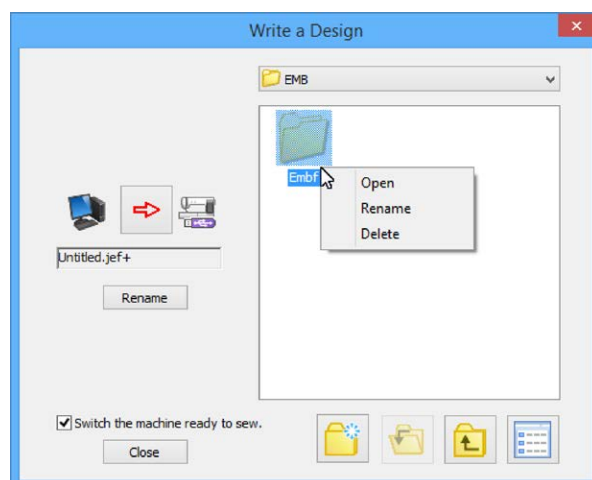 Write a Design
EMB
Embf
Open
Rename
Delete
Untitled.jef+
Rename
Switch the machine ready to sew.
Close